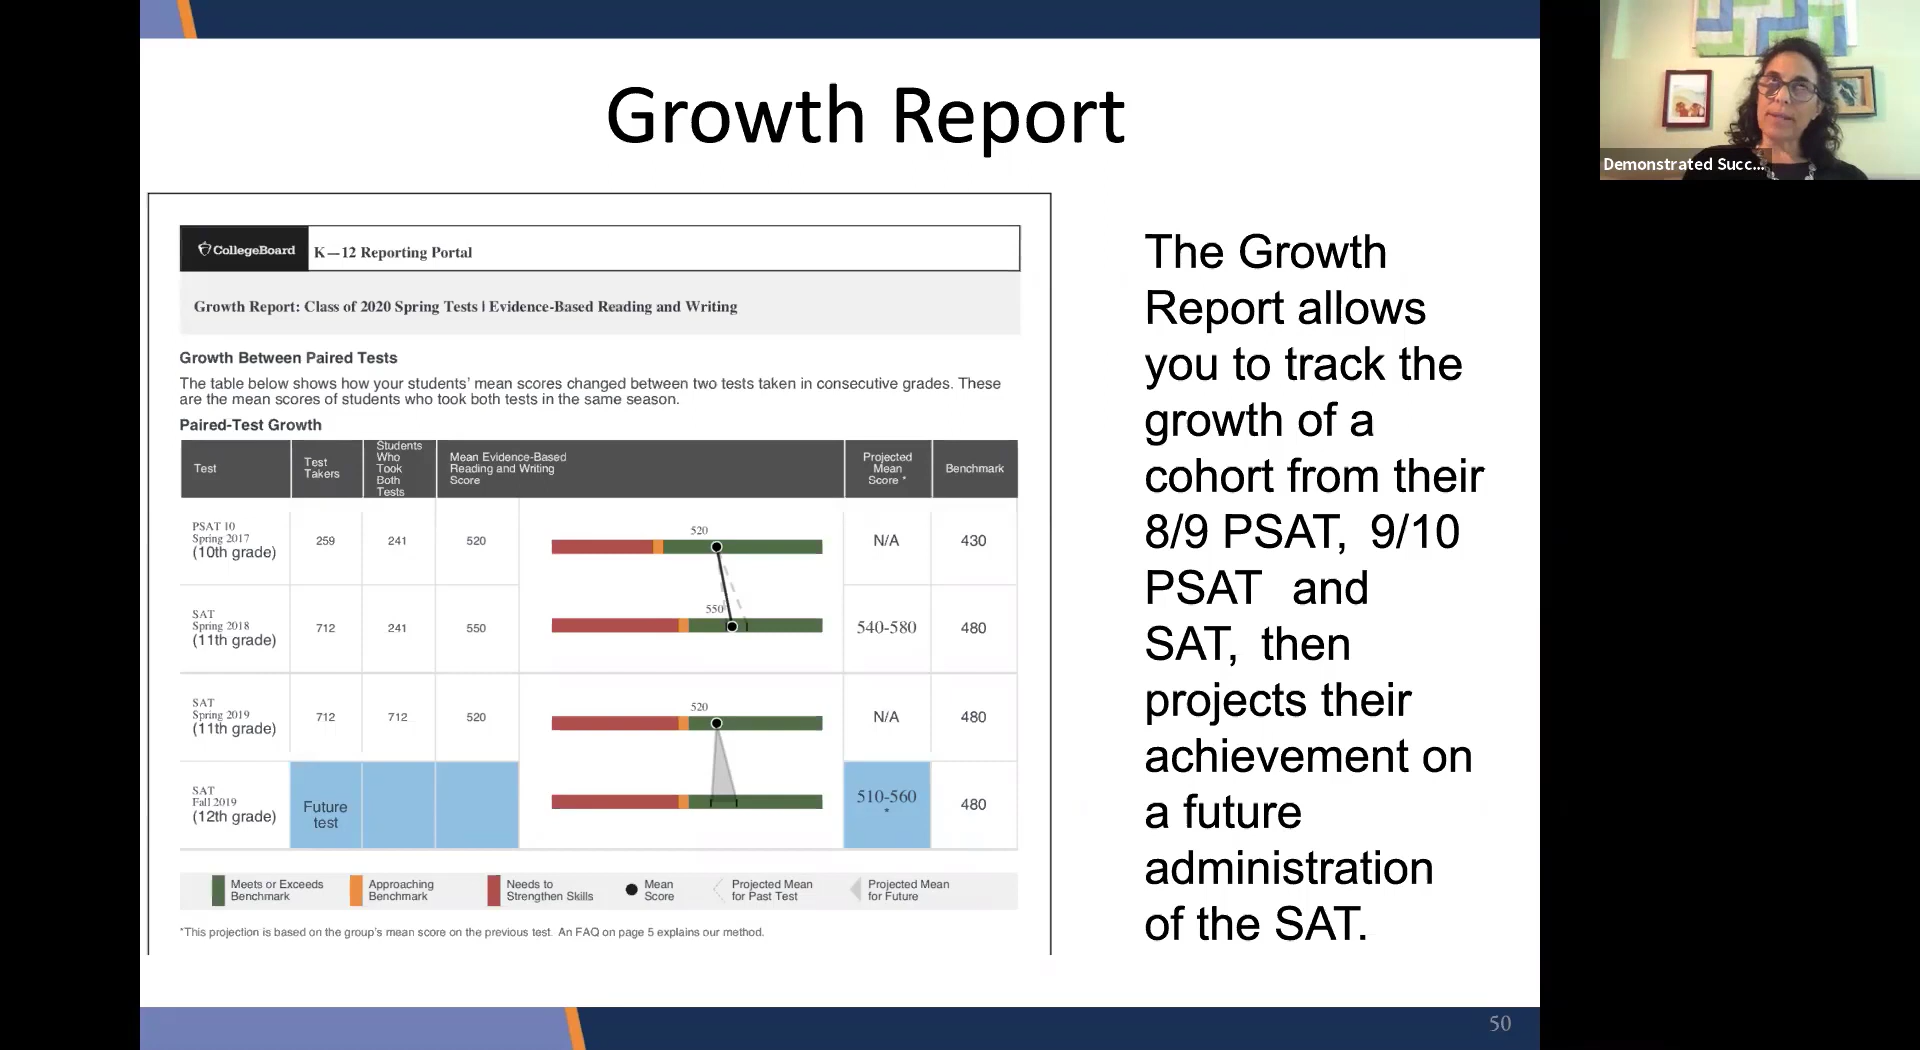 Growth Report
Demonstrated Succ...
CollegeBoard
K—12 Reporting Portal
Growth Report: Class of 2020 Spring Tests | Evidence-Based Reading and Writing
Growth Between Paired Tests
The table below shows how your students' mean scores changed between two tests taken in consecutive grades. These
are the mean scores of students who took both tests in the same season.
Paired-Test Growth
Test
Test
Takers
Students
Who
Took
Both
Tests
Mean Evidence-Based
Reading and Writing
Score
Projected
Mean
Score *
Benchmark
PSAT 10
Spring 2017
(10th grade)
259
241
520
520
N/A
430
SAT
Spring 2018
(11th grade)
712
241
550
550
540-580
480
SAT
Spring 2019
(11th grade)
712
712
520
520
N/A
480
SAT
Fall 2019
(12th grade)
Future
test
510-560
*
480
Meets or Exceeds
Benchmark
Approaching
Benchmark
Needs to
Strengthen Skills
Mean
Score
Projected Mean
for Past Test
Projected Mean
for Future
*This projection is based on the group's mean score on the previous test. An FAQ on page 5 explains our method.
The Growth
Report allows
you to track the
growth of a
cohort from their
8/9 PSAT, 9/10
PSAT and
SAT, then
projects their
achievement on
a future
administration
of the SAT.
50